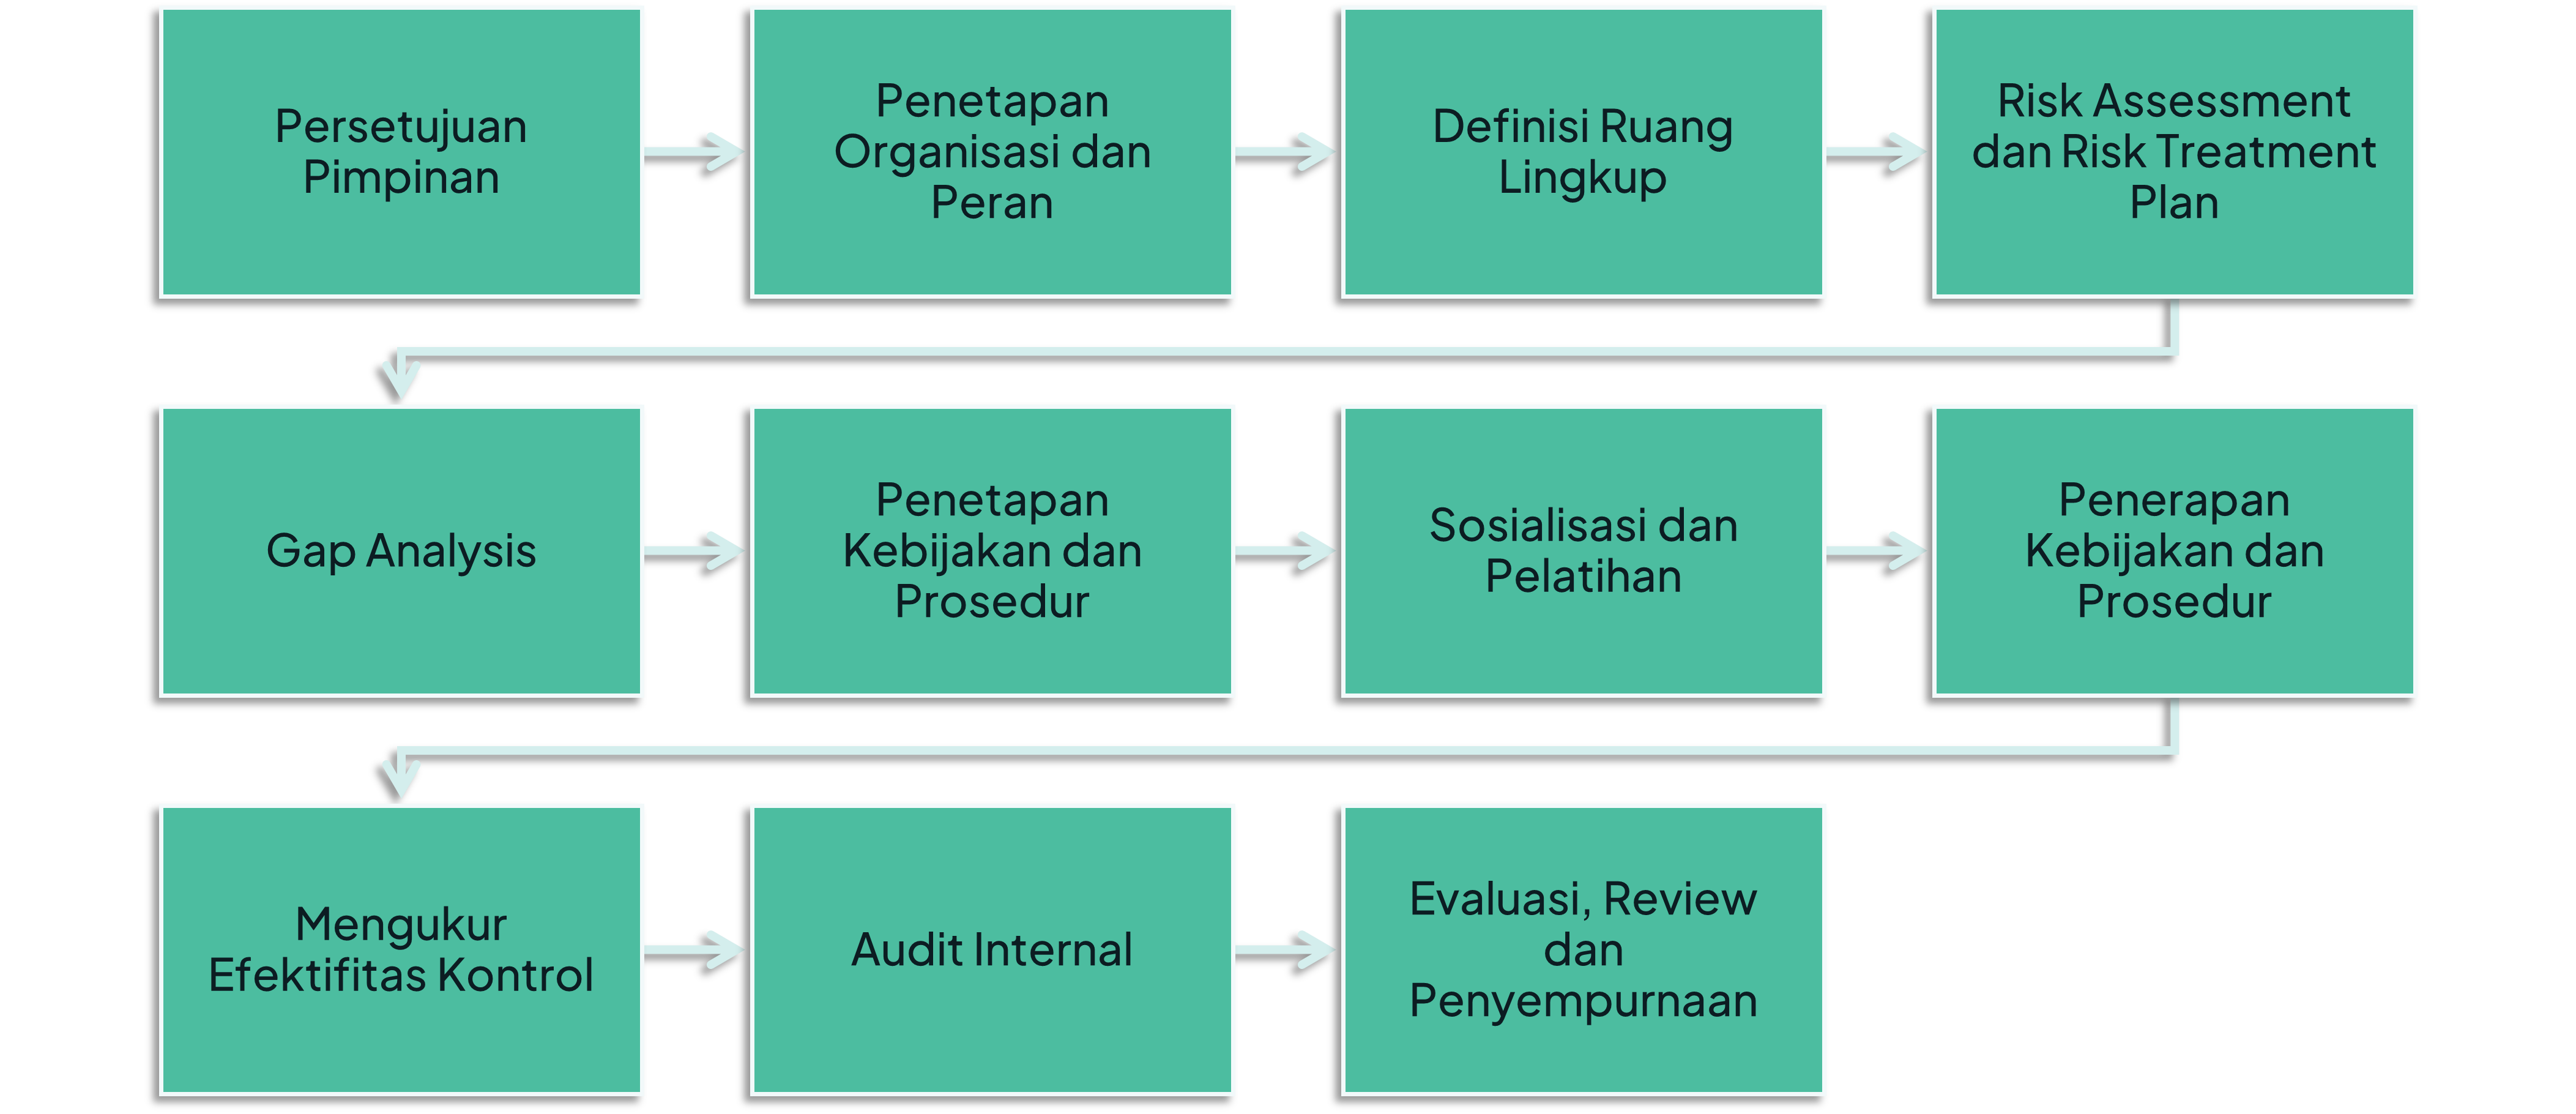 Persetujuan
Pimpinan
Penetapan
Organisasi dan
Peran
Definisi Ruang
Lingkup
Risk Assessment
dan Risk Treatment
Plan
Gap Analysis
Penetapan
Kebijakan dan
Prosedur
Sosialisasi dan
Pelatihan
Penerapan
Kebijakan dan
Prosedur
Mengukur
Efektifitas Kontrol
Audit Internal
Evaluasi, Review
dan
Penyempurnaan